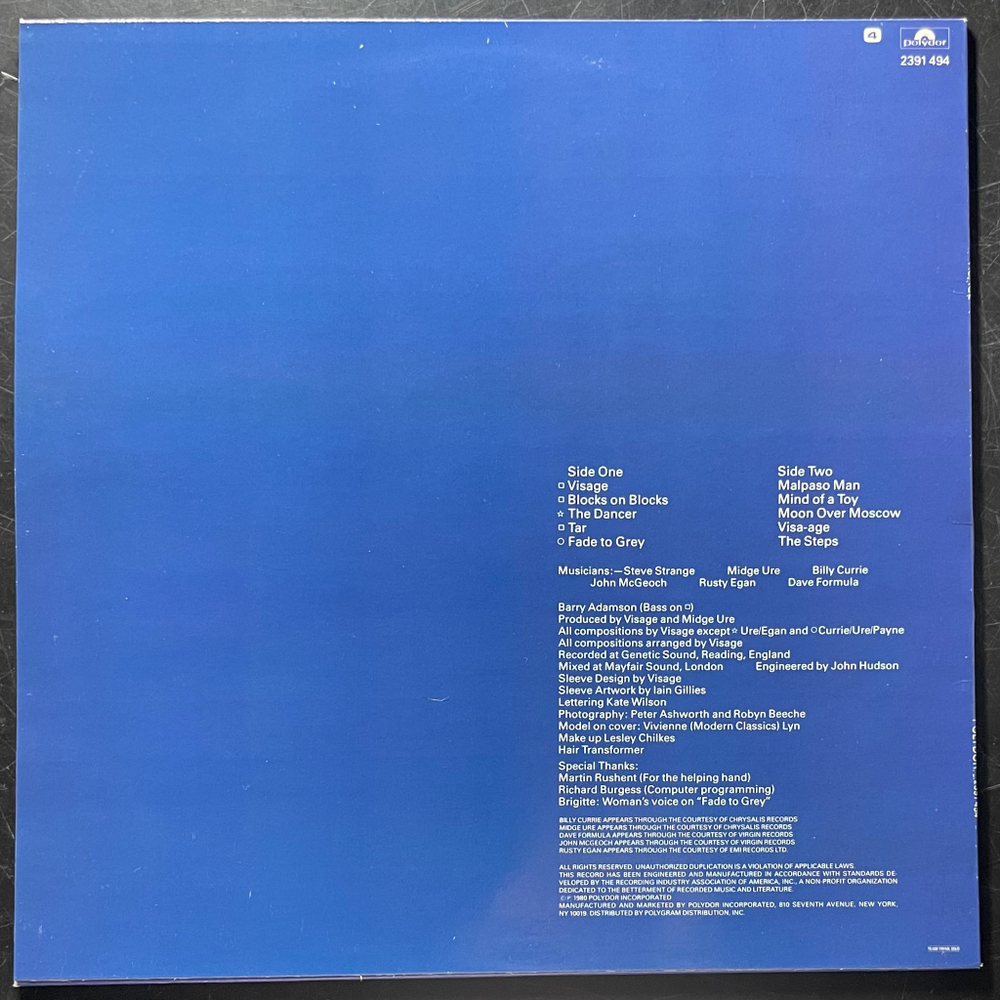 4
polydor
2391 494
Side One
□ Visage
□ Blocks on Blocks
☆ The Dancer
□ Tar
○ Fade to Grey
Side Two
Malpaso Man
Mind of a Toy
Moon Over Moscow
Visa-age
The Steps
Musicians:—Steve Strange Midge Ure Billy Currie
John McGeoch Rusty Egan Dave Formula
Barry Adamson (Bass on □)
Produced by Visage and Midge Ure
All compositions by Visage except☆ Ure/Egan and ○Currie/Ure/Payne
All compositions arranged by Visage
Recorded at Genetic Sound, Reading, England
Mixed at Mayfair Sound, London Engineered by John Hudson
Sleeve Design by Visage
Sleeve Artwork by Iain Gillies
Lettering Kate Wilson
Photography: Peter Ashworth and Robyn Beeche
Model on cover: Vivienne (Modern Classics) Lyn
Make up Lesley Chilkes
Hair Transformer
Special Thanks:
Martin Rushent (For the helping hand)
Richard Burgess (Computer programming)
Brigitte: Woman's voice on "Fade to Grey"
BILLY CURRIE APPEARS THROUGH THE COURTESY OF CHRYSALIS RECORDS
MIDGE URE APPEARS THROUGH THE COURTESY OF CHRYSALIS RECORDS
DAVE FORMULA APPEARS THROUGH THE COURTESY OF VIRGIN RECORDS
JOHN McGEOCH APPEARS THROUGH THE COURTESY OF VIRGIN RECORDS
RUSTY EGAN APPEARS THROUGH THE COURTESY OF EMI RECORDS LTD.
ALL RIGHTS RESERVED. UNAUTHORIZED DUPLICATION IS A VIOLATION OF APPLICABLE LAWS.
THIS RECORD HAS BEEN ENGINEERED AND MANUFACTURED IN ACCORDANCE WITH STANDARDS DE-
VELOPED BY THE RECORDING INDUSTRY ASSOCIATION OF AMERICA, INC., A NON-PROFIT ORGANIZATION
DEDICATED TO THE BETTERMENT OF RECORDED MUSIC AND LITERATURE.
© ℗ 1980 POLYDOR INCORPORATED
MANUFACTURED AND MARKETED BY POLYDOR INCORPORATED, 810 SEVENTH AVENUE, NEW YORK,
NY 10019. DISTRIBUTED BY POLYGRAM DISTRIBUTION, INC.